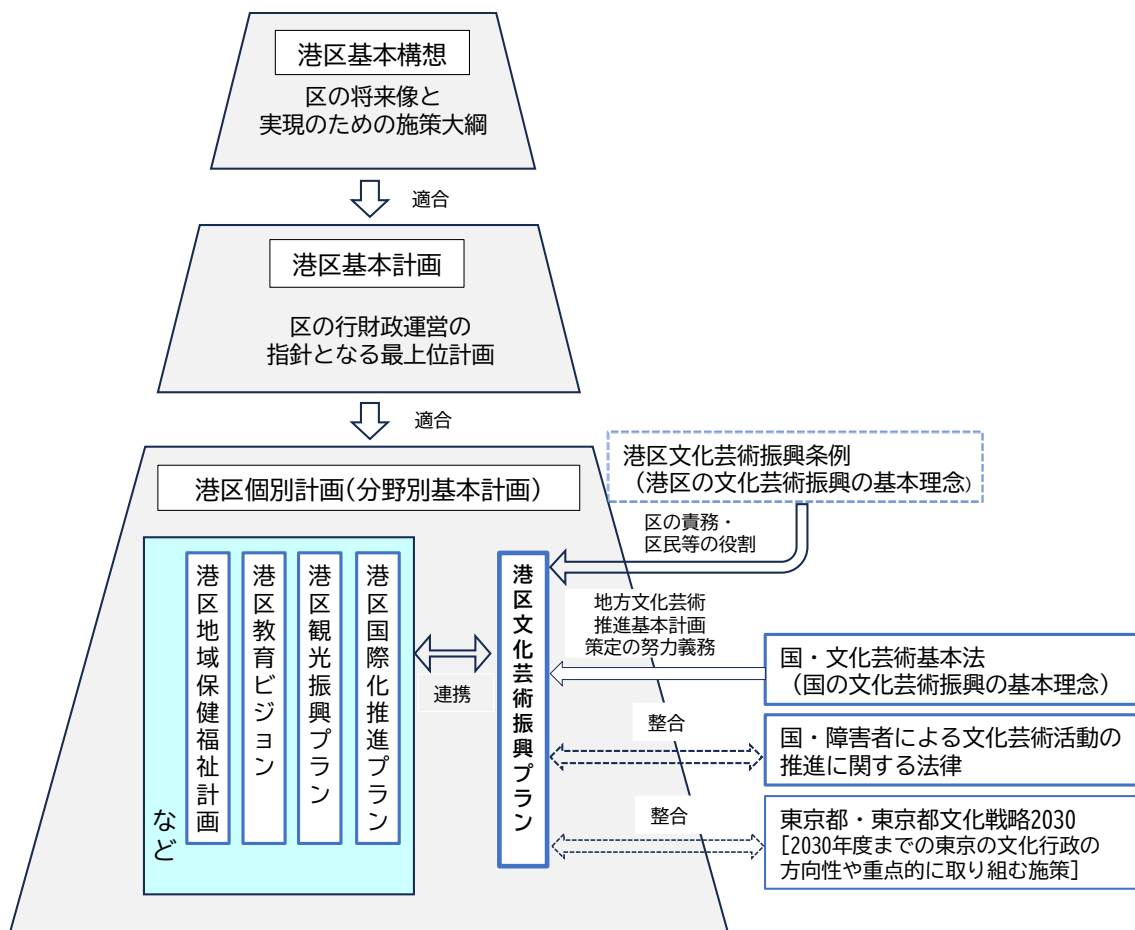 港区基本構想
区の将来像と
実現のための施策大綱
適合
港区基本計画
区の行財政運営の
指針となる最上位計画
適合
港区個別計画(分野別基本計画)
港区文化芸術振興条例
（港区の文化芸術振興の基本理念）
区の責務・
区民等の役割
など
港区地域保健福祉計画
港区教育ビジョン
港区観光振興プラン
港区国際化推進プラン
連携
港区文化芸術振興プラン
地方文化芸術
推進基本計画
策定の努力義務
国・文化芸術基本法
（国の文化芸術振興の基本理念）
整合
国・障害者による文化芸術活動の
推進に関する法律
整合
東京都・東京都文化戦略2030
[2030年度までの東京の文化行政の
方向性や重点的に取り組む施策]